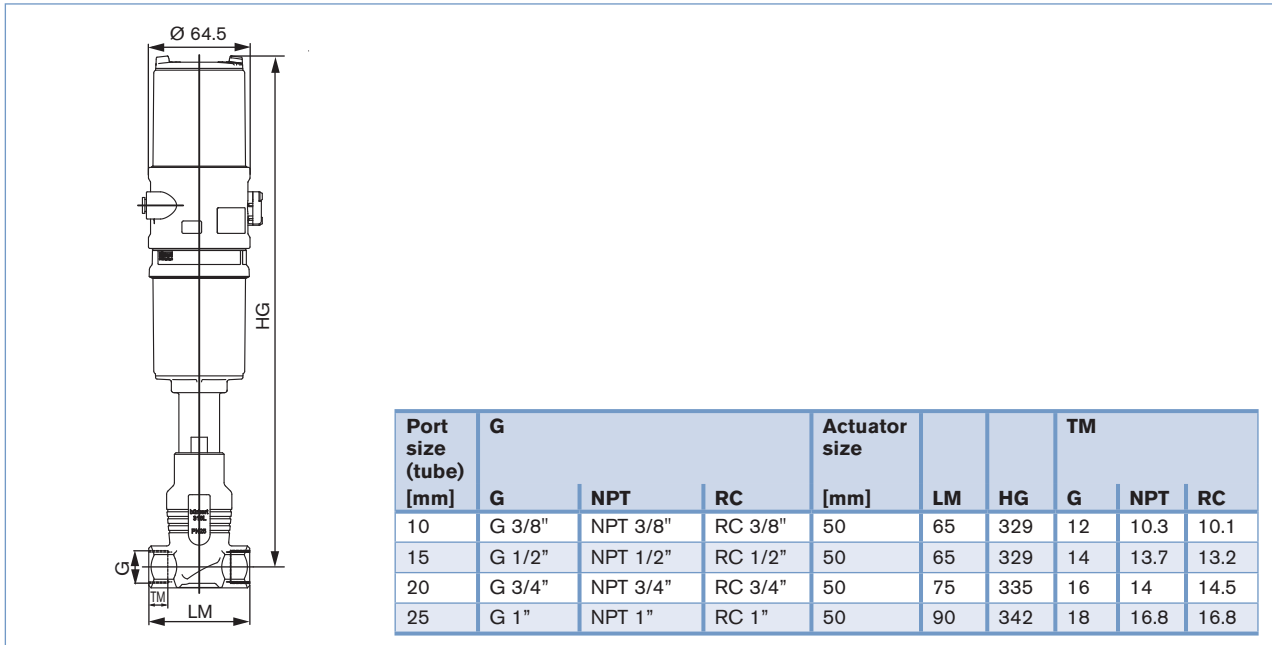 Ø 64.5
HG
G
TM
LM
Port size (tube) [mm] G Actuator size [mm] LM HG TM
G NPT RC G NPT RC
10 G 3/8" NPT 3/8" RC 3/8" 50 65 329 12 10.3 10.1
15 G 1/2” NPT 1/2” RC 1/2” 50 65 329 14 13.7 13.2
20 G 3/4” NPT 3/4” RC 3/4” 50 75 335 16 14 14.5
25 G 1” NPT 1” RC 1” 50 90 342 18 16.8 16.8